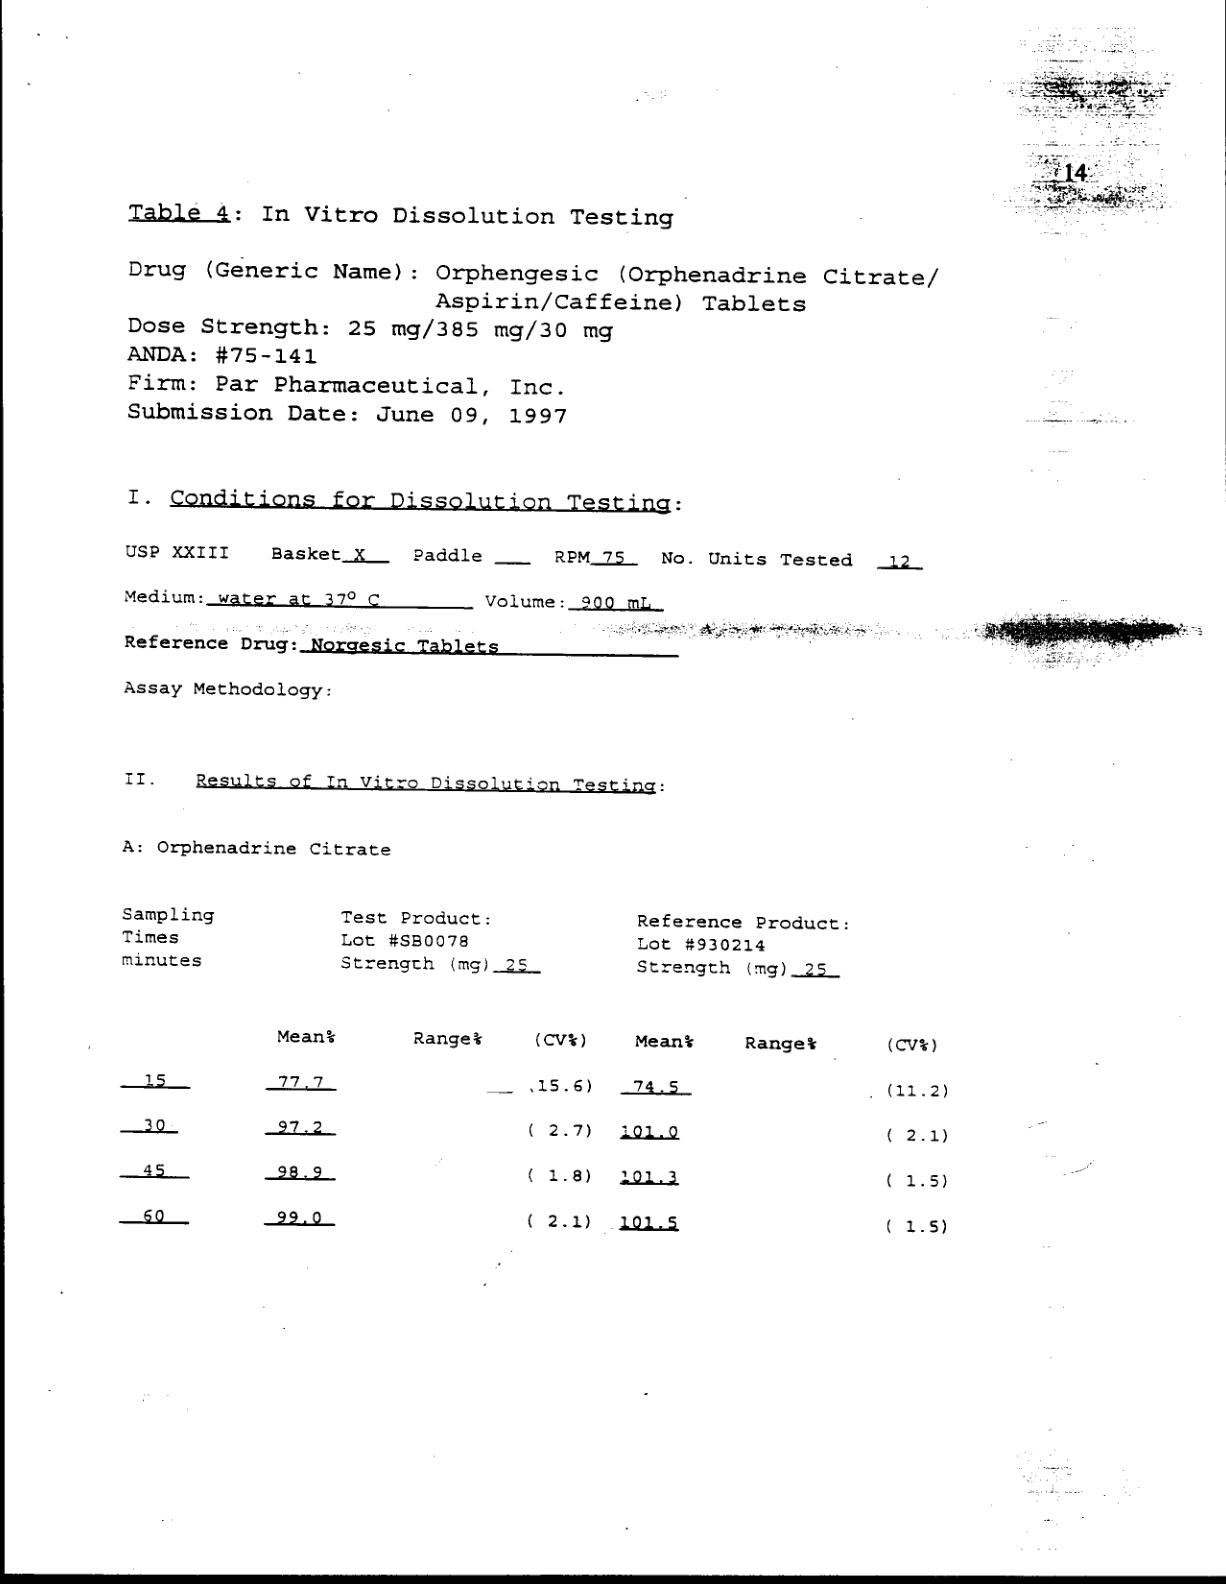 14
Table 4: In Vitro Dissolution Testing
Drug (Generic Name): Orphengesic (Orphenadrine Citrate/
Aspirin/Caffeine) Tablets
Dose Strength: 25 mg/385 mg/30 mg
ANDA: #75-141
Firm: Par Pharmaceutical, Inc.
Submission Date: June 09, 1997
I. Conditions for Dissolution Testing:
USP XXIII Basket X Paddle ___ RPM 75 No. Units Tested 12
Medium: water at 37° C Volume: 900 mL
Reference Drug: Norgesic Tablets
Assay Methodology:
II. Results of In Vitro Dissolution Testing:
A: Orphenadrine Citrate
Sampling Test Product: Reference Product:
Times Lot #SB0078 Lot #930214
minutes Strength (mg) 25 Strength (mg) 25
Mean% Range% (CV%) Mean% Range% (CV%)
15 77.7 15.6) 74.5 (11.2)
30 97.2 ( 2.7) 101.0 ( 2.1)
45 98.9 ( 1.8) 101.3 ( 1.5)
60 99.0 ( 2.1) 101.5 ( 1.5)